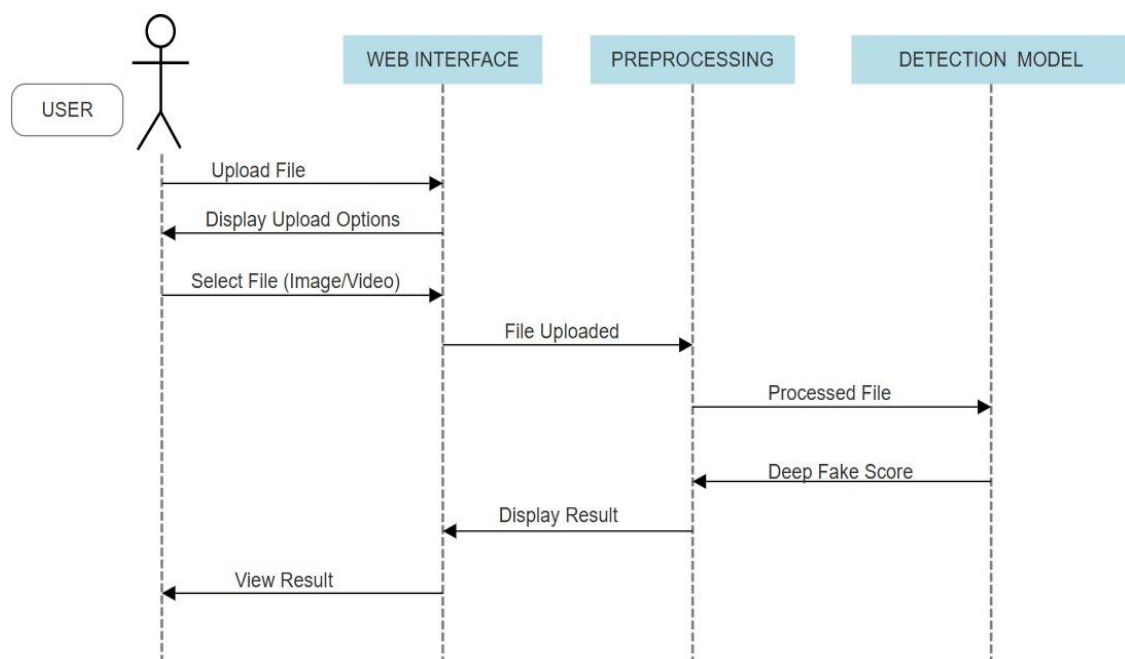 WEB INTERFACE
PREPROCESSING
DETECTION MODEL
USER
Upload File
Display Upload Options
Select File (Image/Video)
File Uploaded
Processed File
Deep Fake Score
Display Result
View Result